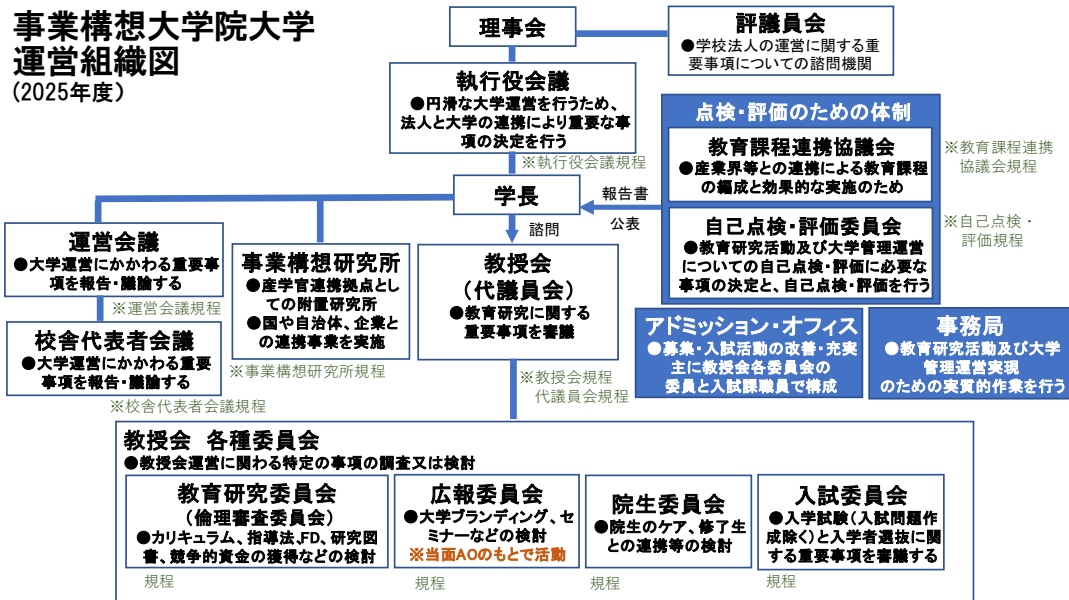 事業構想大学院大学
運営組織図
(2025年度)
理事会
評議員会
●学校法人の運営に関する重
要事項についての諮問機関
執行役会議
●円滑な大学運営を行うため、
法人と大学の連携により重要な事
項の決定を行う
※執行役会議規程
点検・評価のための体制
教育課程連携協議会
●産業界等との連携による教育課程
の編成と効果的な実施のため
※教育課程連携
協議会規程
自己点検・評価委員会
●教育研究活動及び大学管理運営
についての自己点検・評価に必要な
事項の決定と、自己点検・評価を行う
※自己点検・
評価規程
学長
報告書
公表
諮問
運営会議
●大学運営にかかわる重要事
項を報告・議論する
※運営会議規程
校舎代表者会議
●大学運営にかかわる重要
事項を報告・議論する
※校舎代表者会議規程
事業構想研究所
●産学官連携拠点とし
ての附置研究所
●国や自治体、企業と
の連携事業を実施
※事業構想研究所規程
教授会
(代議員会)
●教育研究に関する
重要事項を審議
※教授会規程
代議員会規程
アドミッション・オフィス
●募集・入試活動の改善・充実
主に教授会各委員会の
委員と入試課職員で構成
事務局
●教育研究活動及び大学
管理運営実現
のための実質的作業を行う
教授会 各種委員会
●教授会運営に関わる特定の事項の調査又は検討
教育研究委員会
(倫理審査委員会)
●カリキュラム、指導法、FD、研究図
書、競争的資金の獲得などの検討
規程
広報委員会
●大学ブランディング、セ
ミナーなどの検討
※当面AOのもとで活動
規程
院生委員会
●院生のケア、修了生
との連携等の検討
規程
入試委員会
●入学試験(入試問題作
成除く)と入学者選抜に関
する重要事項を審議する
規程